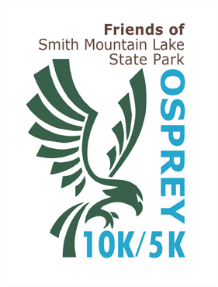 Friends of
Smith Mountain Lake
State Park
OSPREY
10K/5K